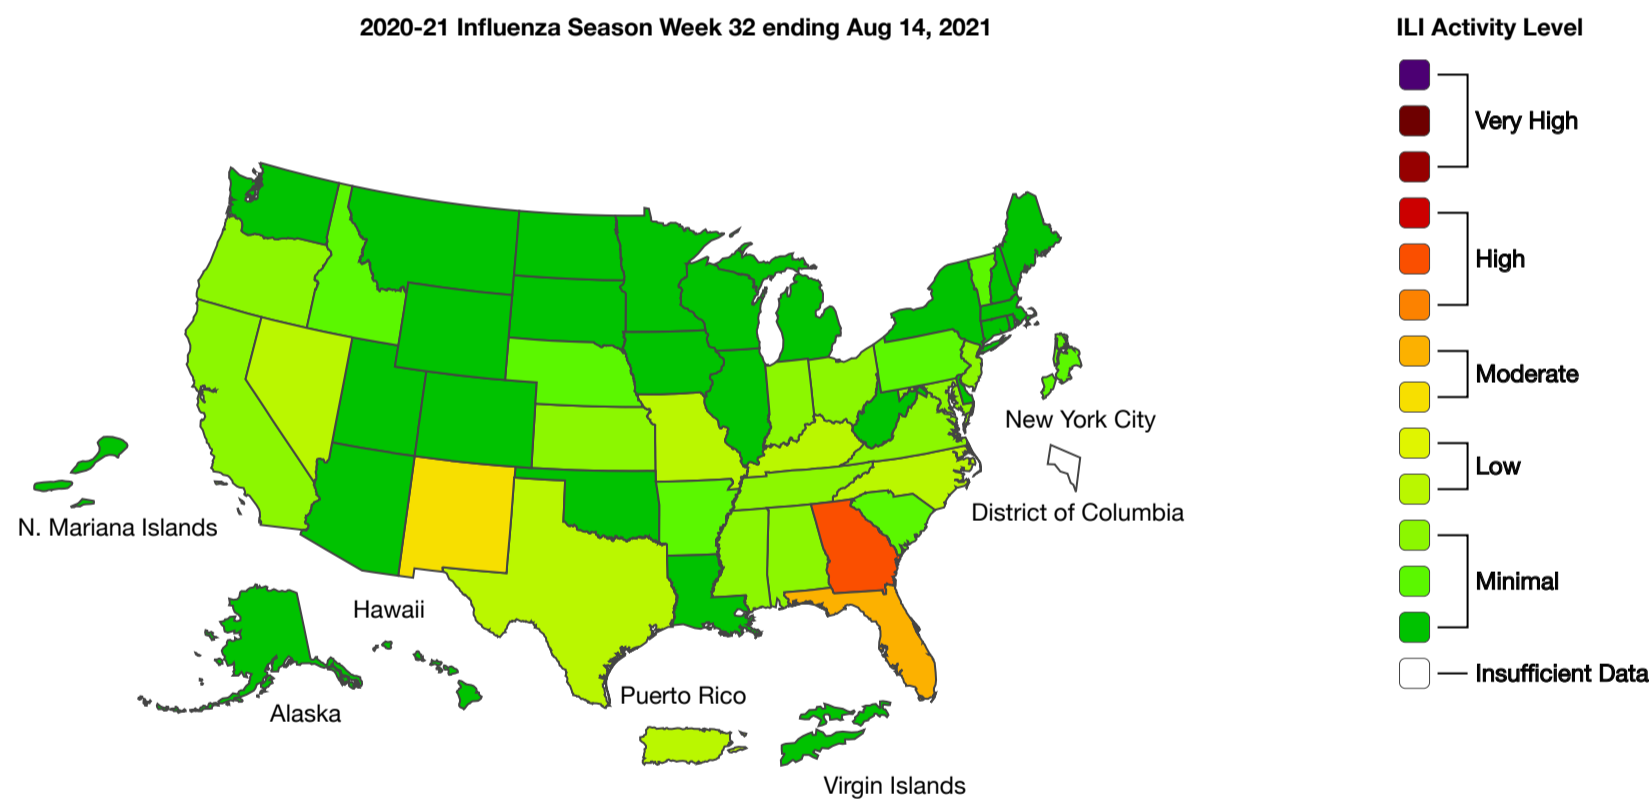 2020-21 Influenza Season Week 32 ending Aug 14, 2021
ILI Activity Level
Very High
High
Moderate
Low
Minimal
Insufficient Data
New York City
District of Columbia
N. Mariana Islands
Hawaii
Alaska
Puerto Rico
Virgin Islands